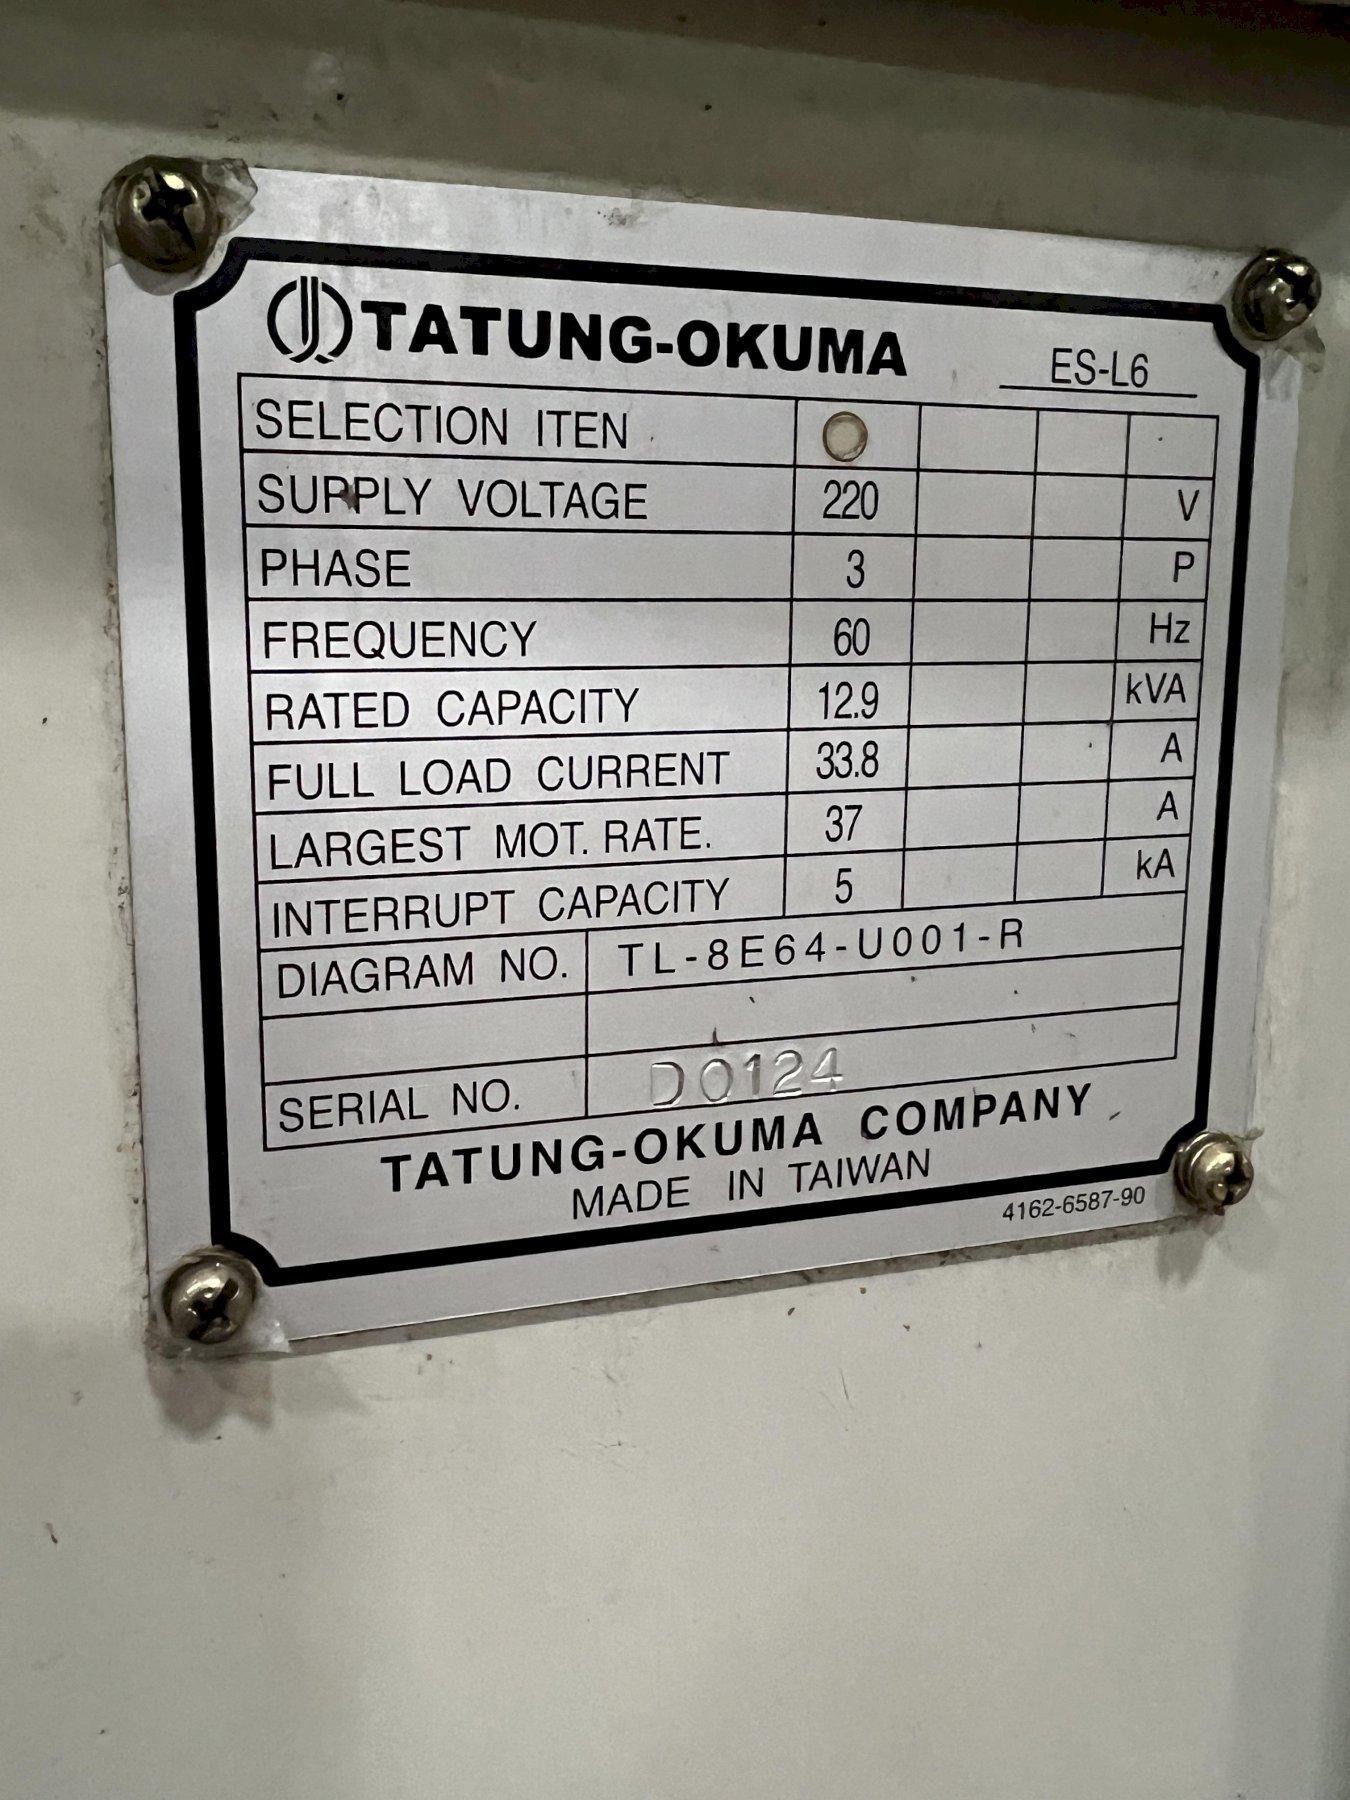 TATUNG-OKUMA ES-L6
SELECTION ITEN
SUPPLY VOLTAGE 220 V
PHASE 3 P
FREQUENCY 60 Hz
RATED CAPACITY 12.9 kVA
FULL LOAD CURRENT 33.8 A
LARGEST MOT. RATE. 37 A
INTERRUPT CAPACITY 5 kA
DIAGRAM NO. TL-8E64-U001-R
SERIAL NO. D0124
TATUNG-OKUMA COMPANY
MADE IN TAIWAN
4162-6587-90